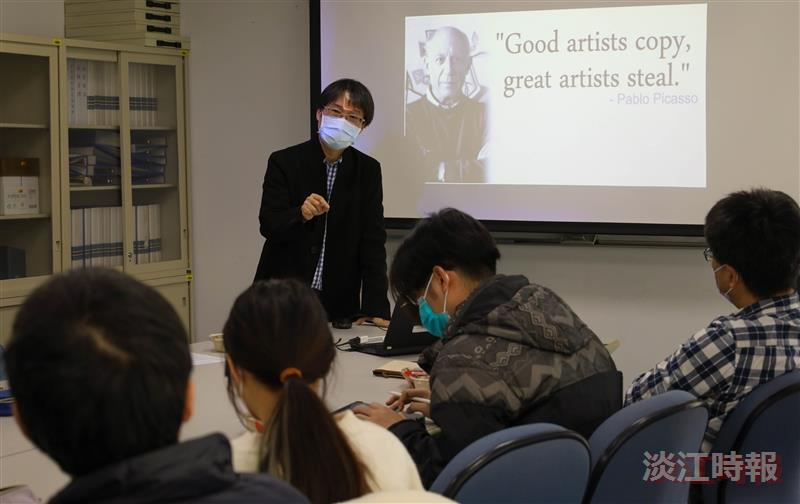 "Good artists copy,
great artists steal."
- Pablo Picasso
淡江時報